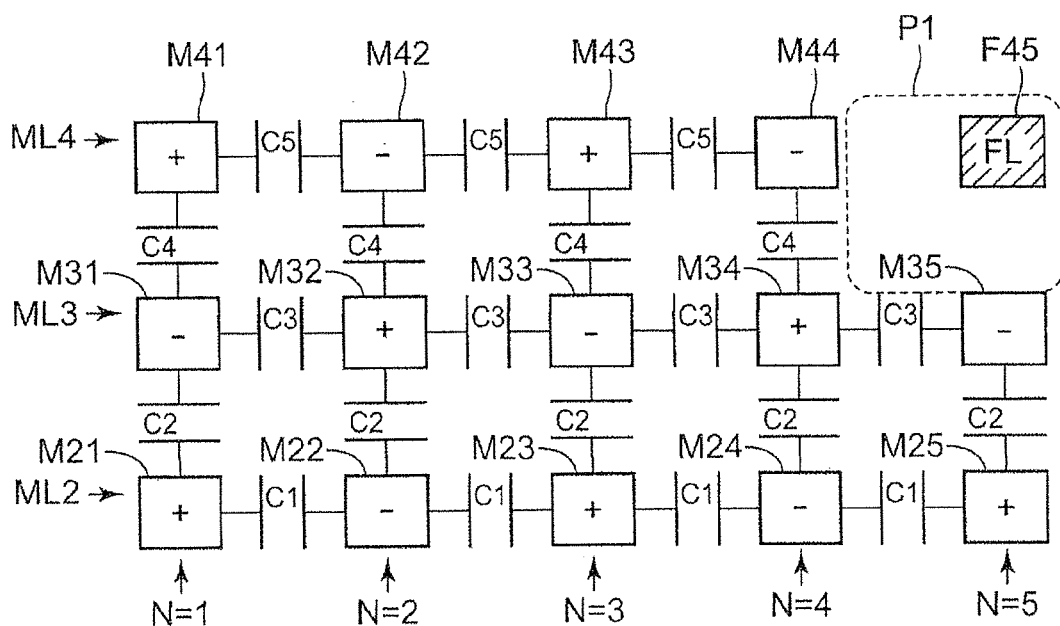 M41 M42 M43 M44 P1 F45
ML4 → + C5 - C5 + C5 - FL
C4 C4 C4 C4
M31 M32 M33 M34 M35
ML3 → - C3 + C3 - C3 + C3 -
C2 C2 C2 C2 C2
M21 M22 M23 M24 M25
ML2 → + C1 - C1 + C1 - C1 +
N=1 N=2 N=3 N=4 N=5